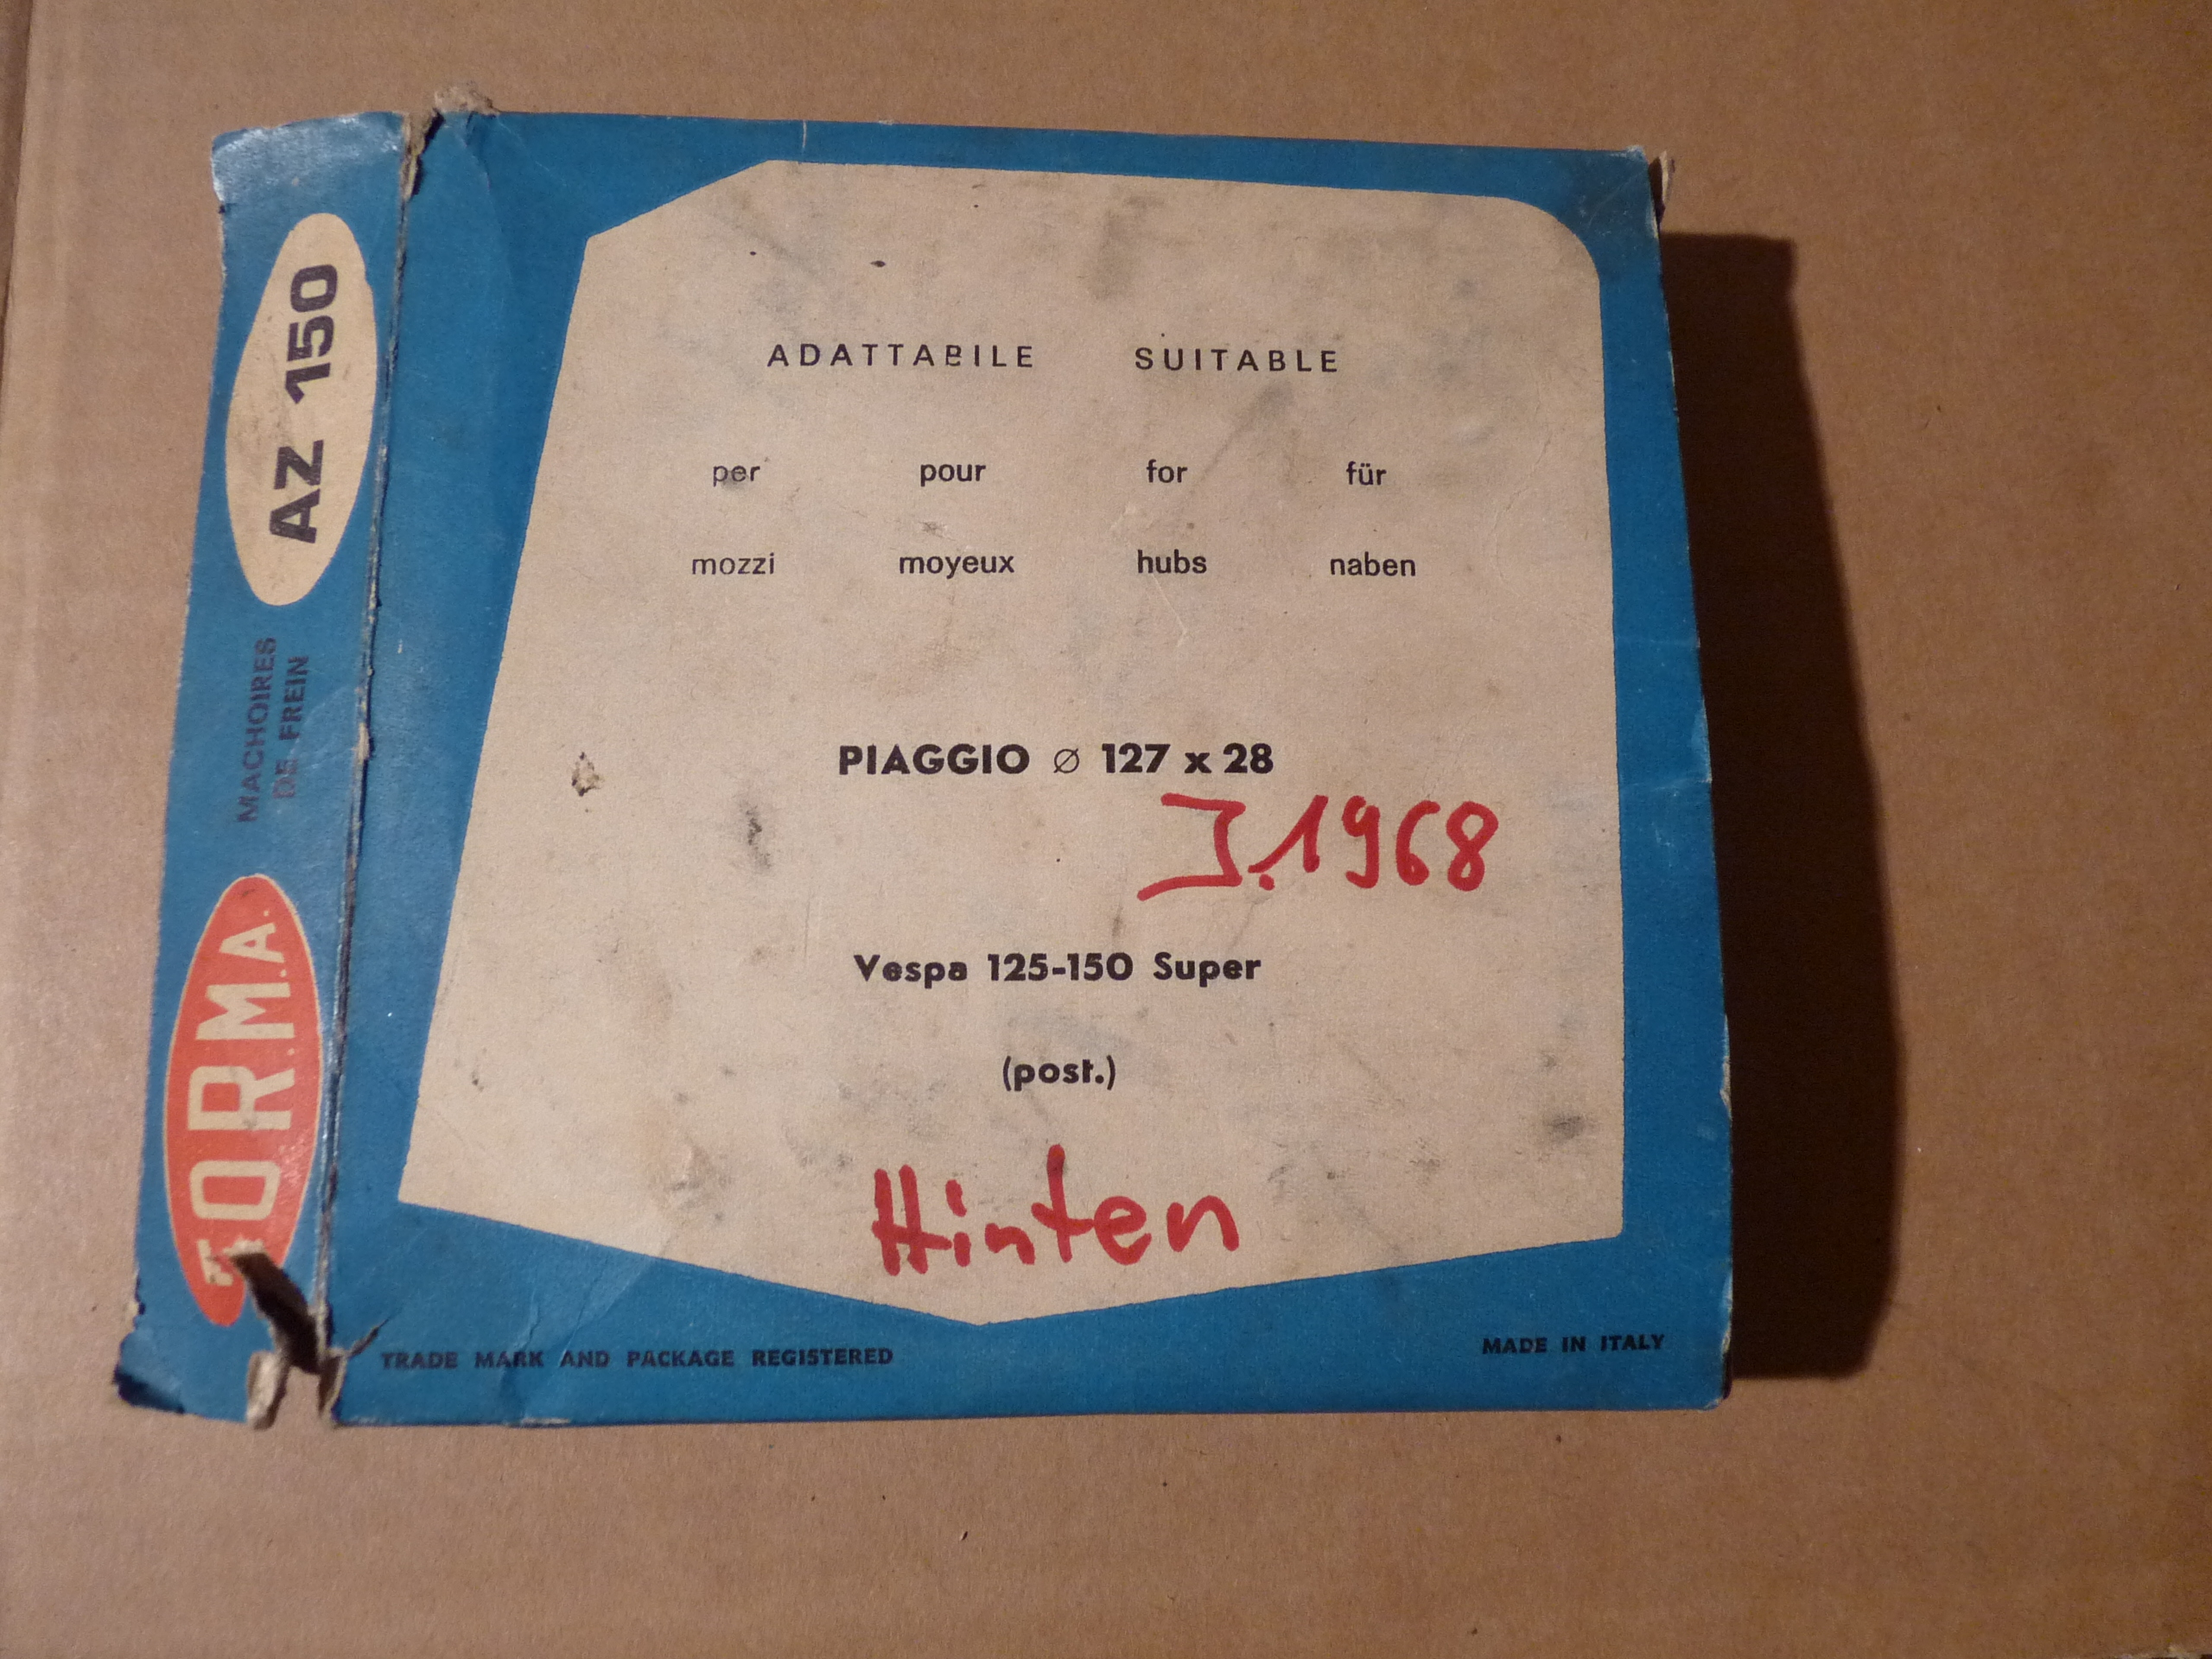 AZ 150
MACHOIRES
DE FREIN
F.O.R.M.A.
ADATTABILE SUITABLE
per pour for für
mozzi moyeux hubs naben
PIAGGIO ⌀ 127 x 28
J.1968
Vespa 125-150 Super
(post.)
Hinten
TRADE MARK AND PACKAGE REGISTERED
MADE IN ITALY